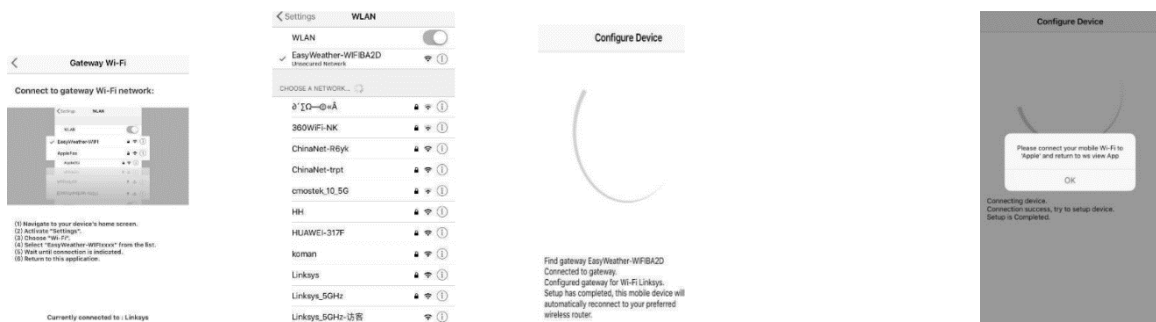 Gateway Wi-Fi
Connect to gateway Wi-Fi network:
Settings WLAN
WLAN
EasyWeather-WIFI
(1) Navigate to your device's home screen.
(2) Activate "Settings".
(3) Choose "Wi-Fi".
(4) Select "EasyWeather-WIFIxxxx" from the list.
(5) Wait until connection is indicated.
(6) Return to this application.
Currently connected to : Linksys
Settings WLAN
WLAN
EasyWeather-WIFIBA2D
Unsecured Network
CHOOSE A NETWORK...
360WiFi-NK
ChinaNet-R6yk
ChinaNet-trpt
cmostek_10_5G
HH
HUAWEI-317F
koman
Linksys
Linksys_5GHz
Linksys_5GHz-访客
Configure Device
Find gateway EasyWeather-WIFIBA2D
Connected to gateway.
Configured gateway for Wi-Fi Linksys.
Setup has completed, this mobile device will
automatically reconnect to your preferred
wireless router.
Configure Device
Please connect your mobile Wi-Fi to
'Apple' and return to ws view App
OK
Connecting device.
Connection success, try to setup device.
Setup is Completed.